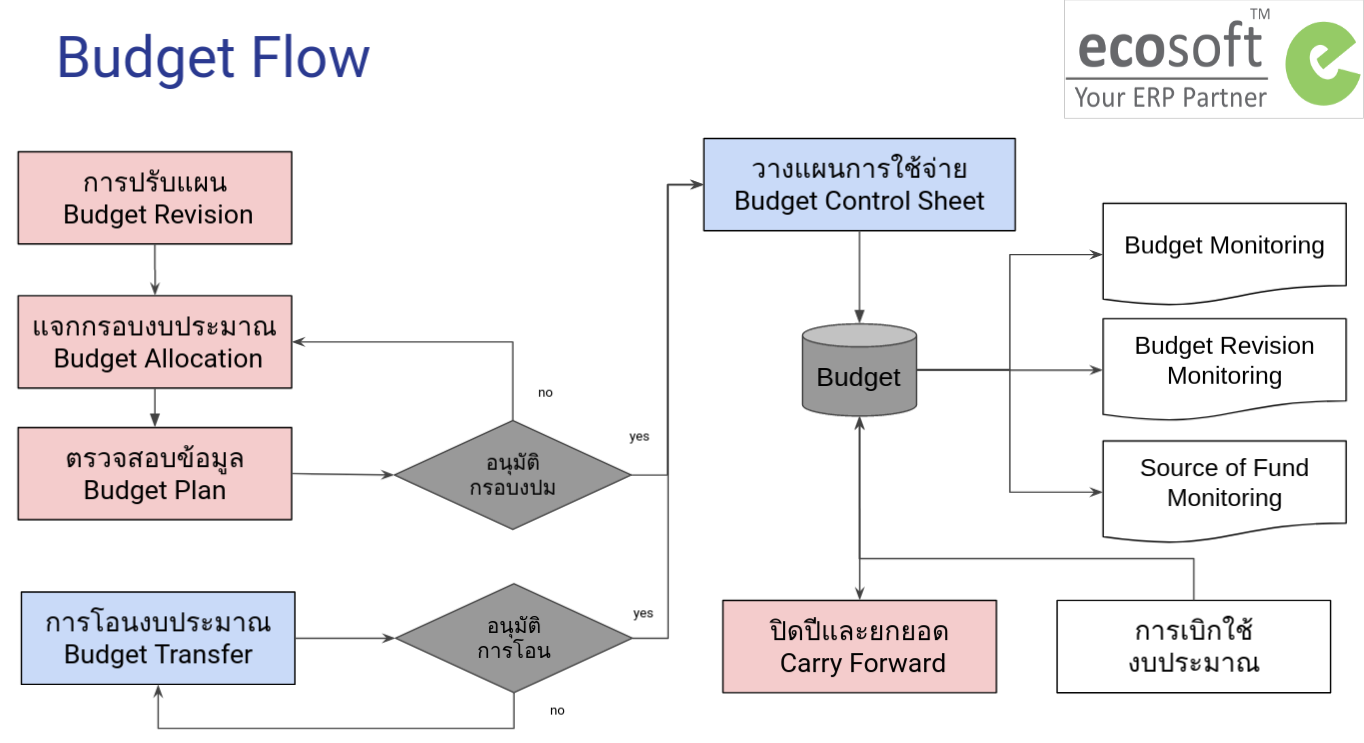 Budget Flow
ecosoft™
Your ERP Partner
การปรับแผน
Budget Revision
แจกกรอบงบประมาณ
Budget Allocation
ตรวจสอบข้อมูล
Budget Plan
no
yes
อนุมัติ
กรอบงปม
การโอนงบประมาณ
Budget Transfer
อนุมัติ
การโอน
yes
no
วางแผนการใช้จ่าย
Budget Control Sheet
Budget
Budget Monitoring
Budget Revision
Monitoring
Source of Fund
Monitoring
ปิดปีและยกยอด
Carry Forward
การเบิกใช้
งบประมาณ